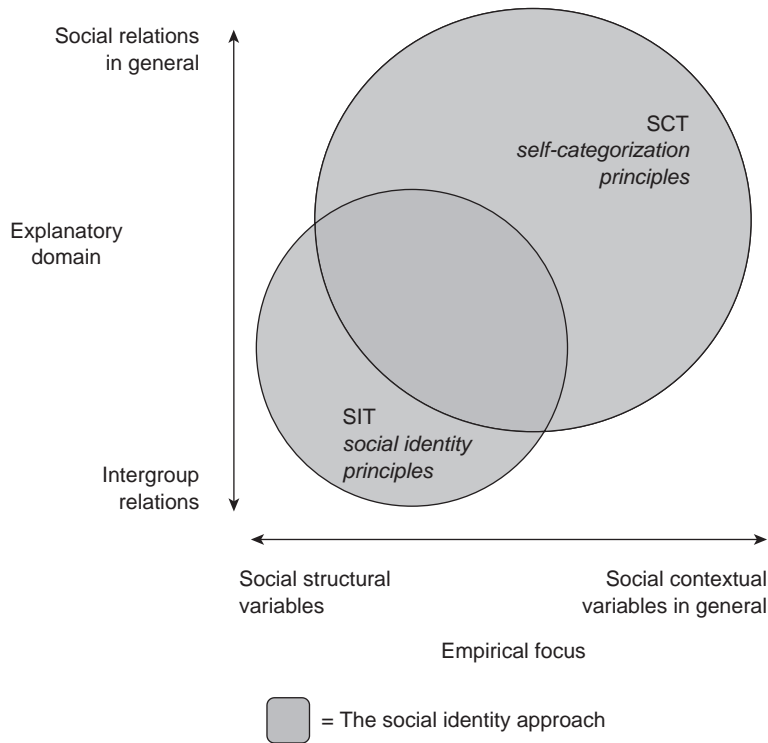 Social relations
in general
SCT
self-categorization
principles
Explanatory
domain
SIT
social identity
principles
Intergroup
relations
Social structural
variables
Social contextual
variables in general
Empirical focus
= The social identity approach